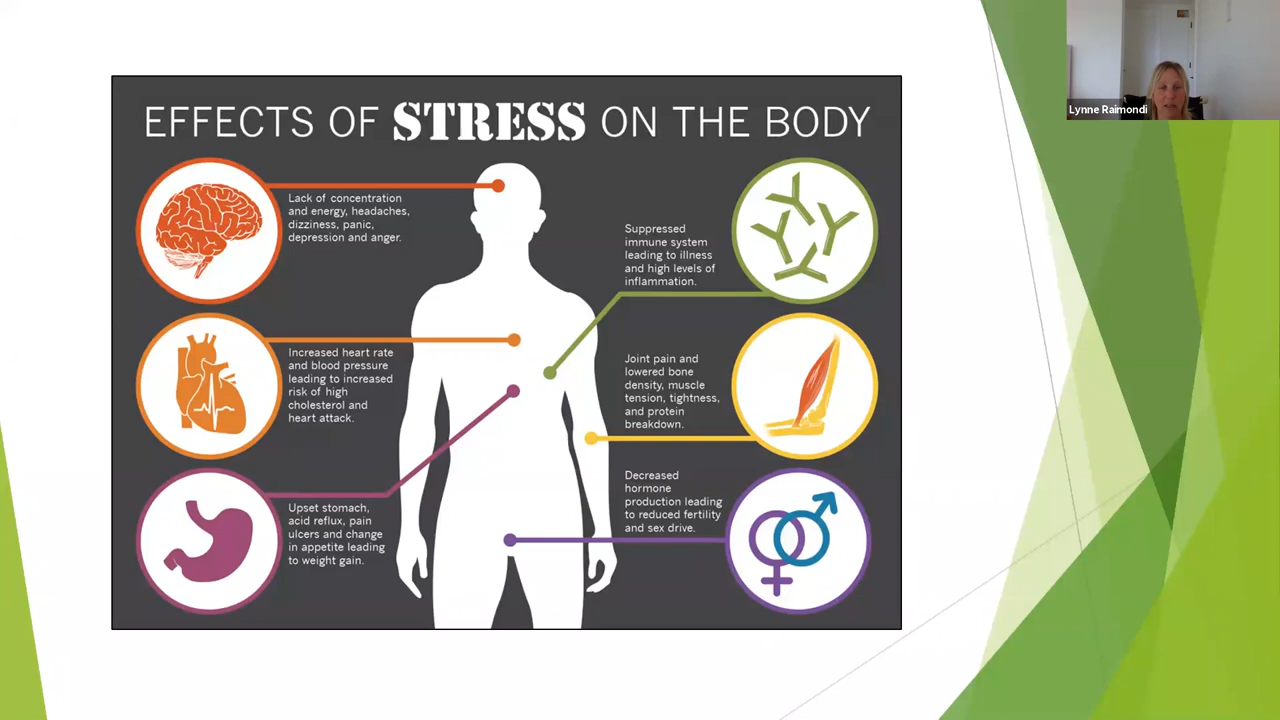 EFFECTS OF STRESS ON THE BODY
Lack of concentration
and energy, headaches,
dizziness, panic,
depression and anger.
Increased heart rate
and blood pressure
leading to increased
risk of high
cholesterol and
heart attack.
Upset stomach,
acid reflux, pain
ulcers and change
in appetite leading
to weight gain.
Suppressed
immune system
leading to illness
and high levels of
inflammation.
Joint pain and
lowered bone
density, muscle
tension, tightness,
and protein
breakdown.
Decreased
hormone
production leading
to reduced fertility
and sex drive.
Lynne Raimondi